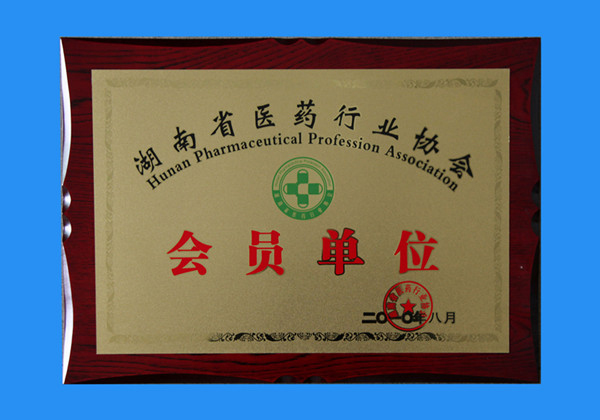 湖南省医药行业协会
Hunan Pharmaceutical Profession Association
会员单位
二〇一〇年八月